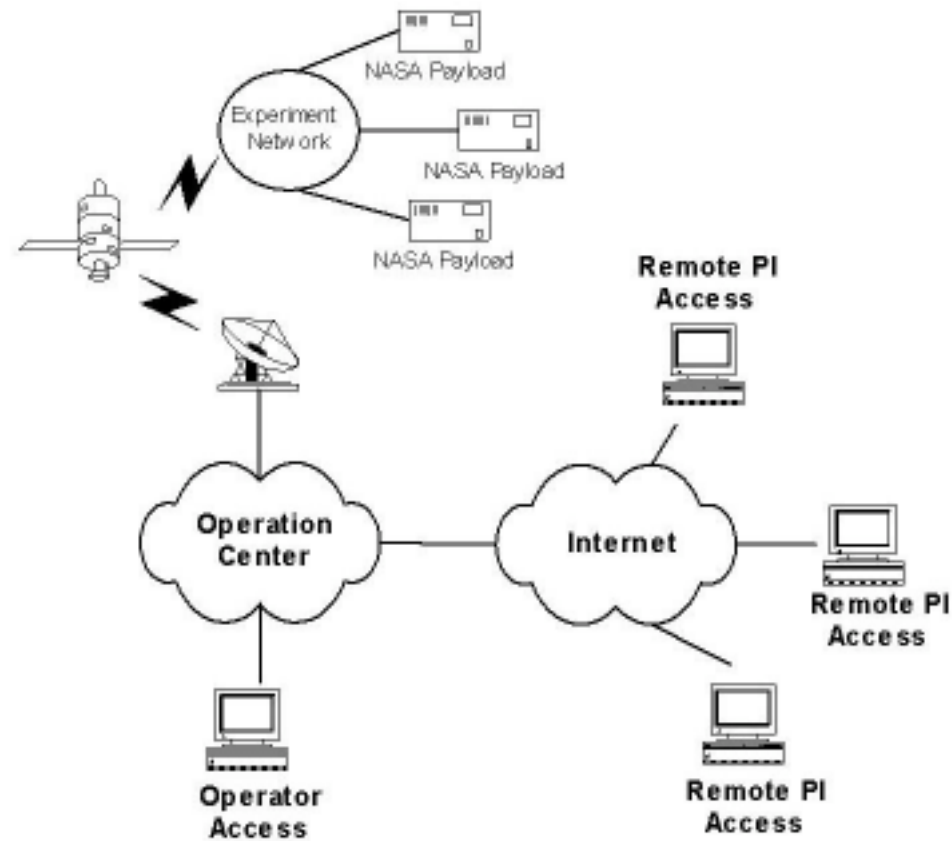 NASA Payload
Experiment
Network
NASA Payload
NASA Payload
Remote PI
Access
Operation
Center
Internet
Remote PI
Access
Operator
Access
Remote PI
Access